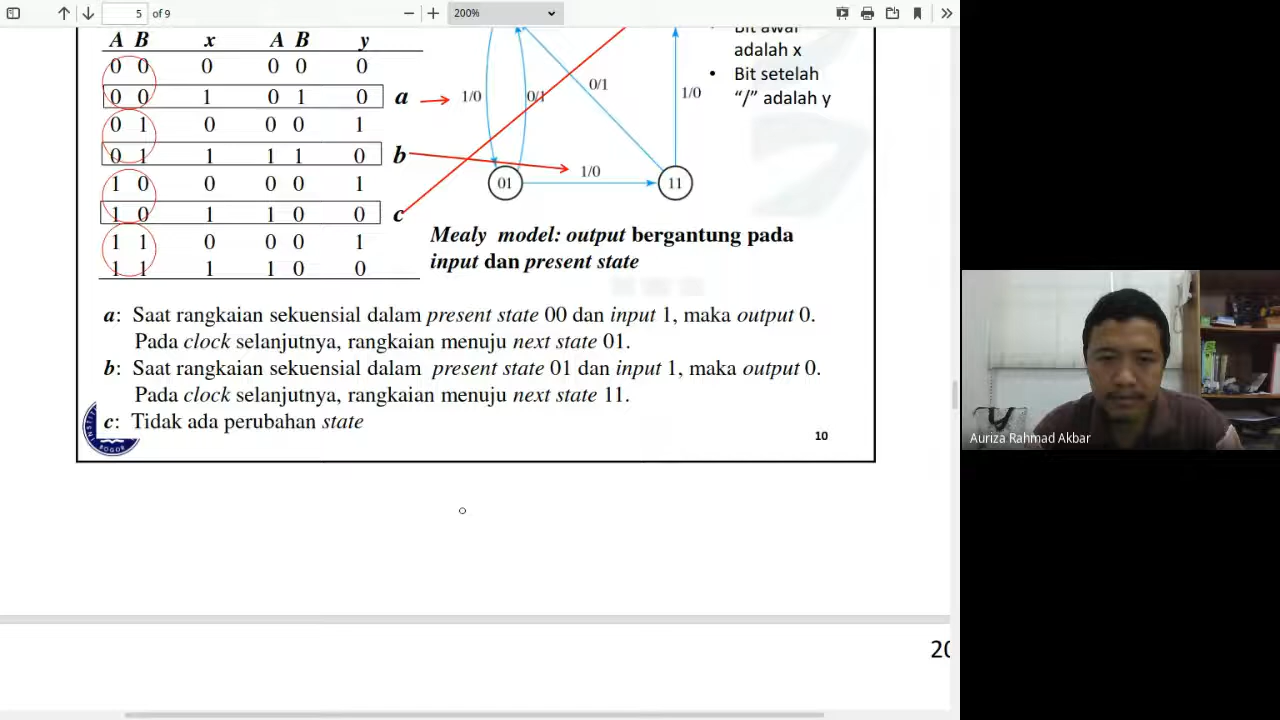 5 of 9
200%
A B x A B y
0 0 0 0 0 0
0 0 1 0 1 0 a
0 1 0 0 0 1
0 1 1 1 1 0 b
1 0 0 0 0 1
1 0 1 1 0 0 c
1 1 0 0 0 1
1 1 1 1 0 0
1/0
0/1
0/1
1/0
01
1/0
11
• Bit awal
adalah x
• Bit setelah
“/” adalah y
Mealy model: output bergantung pada
input dan present state
a: Saat rangkaian sekuensial dalam present state 00 dan input 1, maka output 0.
Pada clock selanjutnya, rangkaian menuju next state 01.
b: Saat rangkaian sekuensial dalam present state 01 dan input 1, maka output 0.
Pada clock selanjutnya, rangkaian menuju next state 11.
c: Tidak ada perubahan state
BOGOR
10
20
Auriza Rahmad Akbar